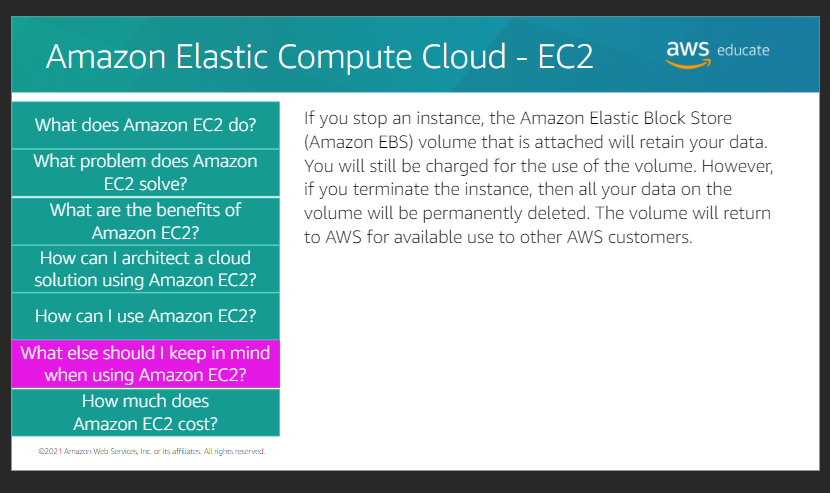 Amazon Elastic Compute Cloud - EC2
aws educate
What does Amazon EC2 do?
What problem does Amazon
EC2 solve?
What are the benefits of
Amazon EC2?
How can I architect a cloud
solution using Amazon EC2?
How can I use Amazon EC2?
What else should I keep in mind
when using Amazon EC2?
How much does
Amazon EC2 cost?
If you stop an instance, the Amazon Elastic Block Store
(Amazon EBS) volume that is attached will retain your data.
You will still be charged for the use of the volume. However,
if you terminate the instance, then all your data on the
volume will be permanently deleted. The volume will return
to AWS for available use to other AWS customers.
©2021 Amazon Web Services, Inc. or its affiliates. All rights reserved.